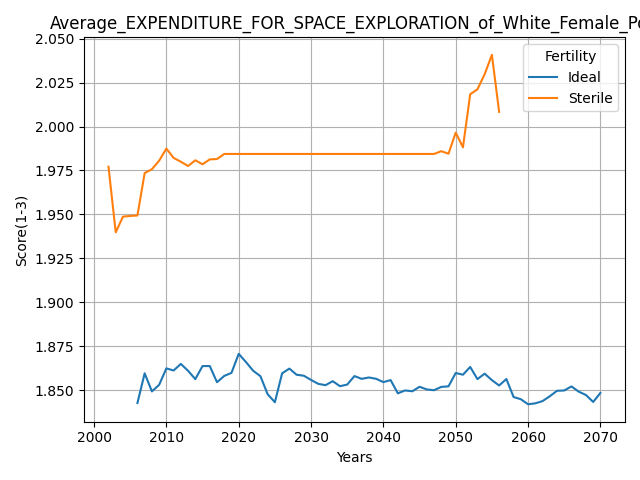 Average_EXPENDITURE_FOR_SPACE_EXPLORATION_of_White_Female_Po
2.050
2.025
2.000
1.975
1.950
1.925
1.900
1.875
1.850
Score(1-3)
Fertility
Ideal
Sterile
2000 2010 2020 2030 2040 2050 2060 2070
Years